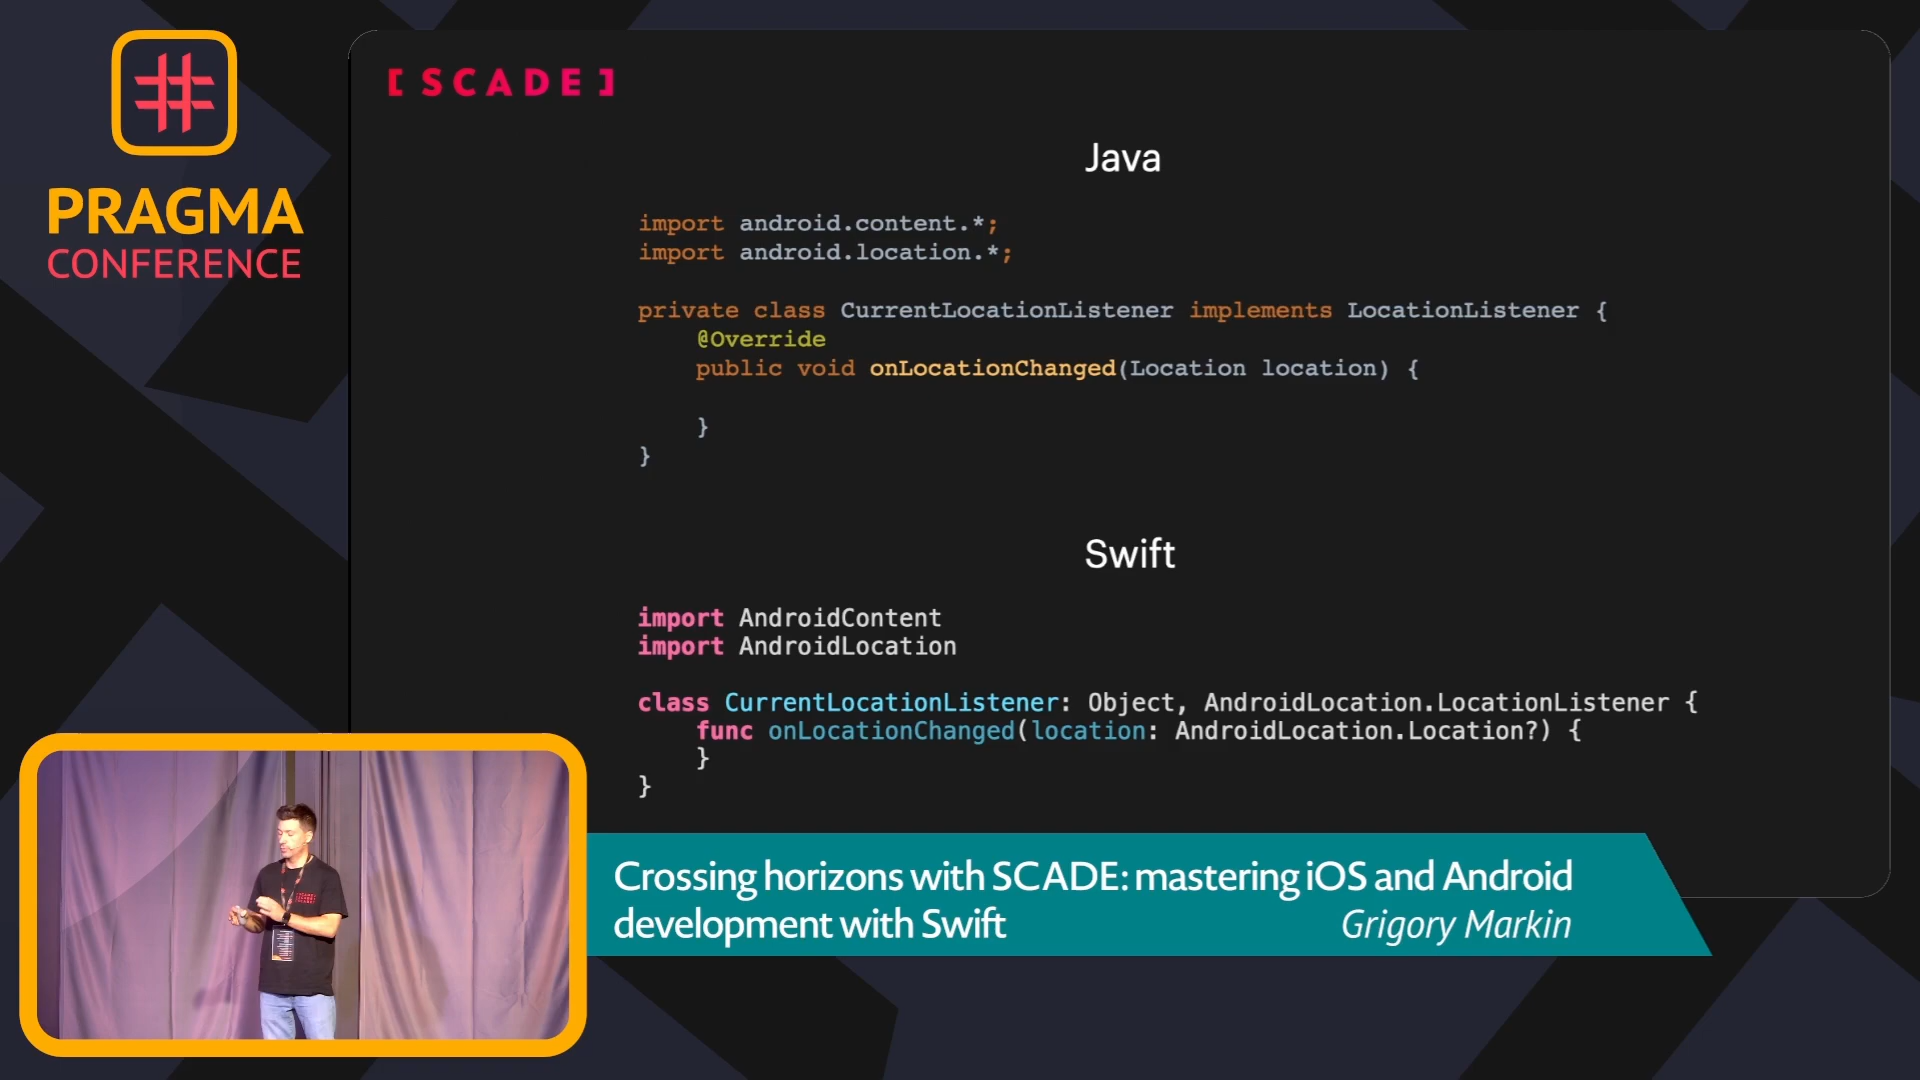 PRAGMA
CONFERENCE
[SCADE]
Java
import android.content.*;
import android.location.*;
private class CurrentLocationListener implements LocationListener {
@Override
public void onLocationChanged(Location location) {
}
}
Swift
import AndroidContent
import AndroidLocation
class CurrentLocationListener: Object, AndroidLocation.LocationListener {
func onLocationChanged(location: AndroidLocation.Location?) {
}
}
Crossing horizons with SCADE: mastering iOS and Android
development with Swift
Grigory Markin